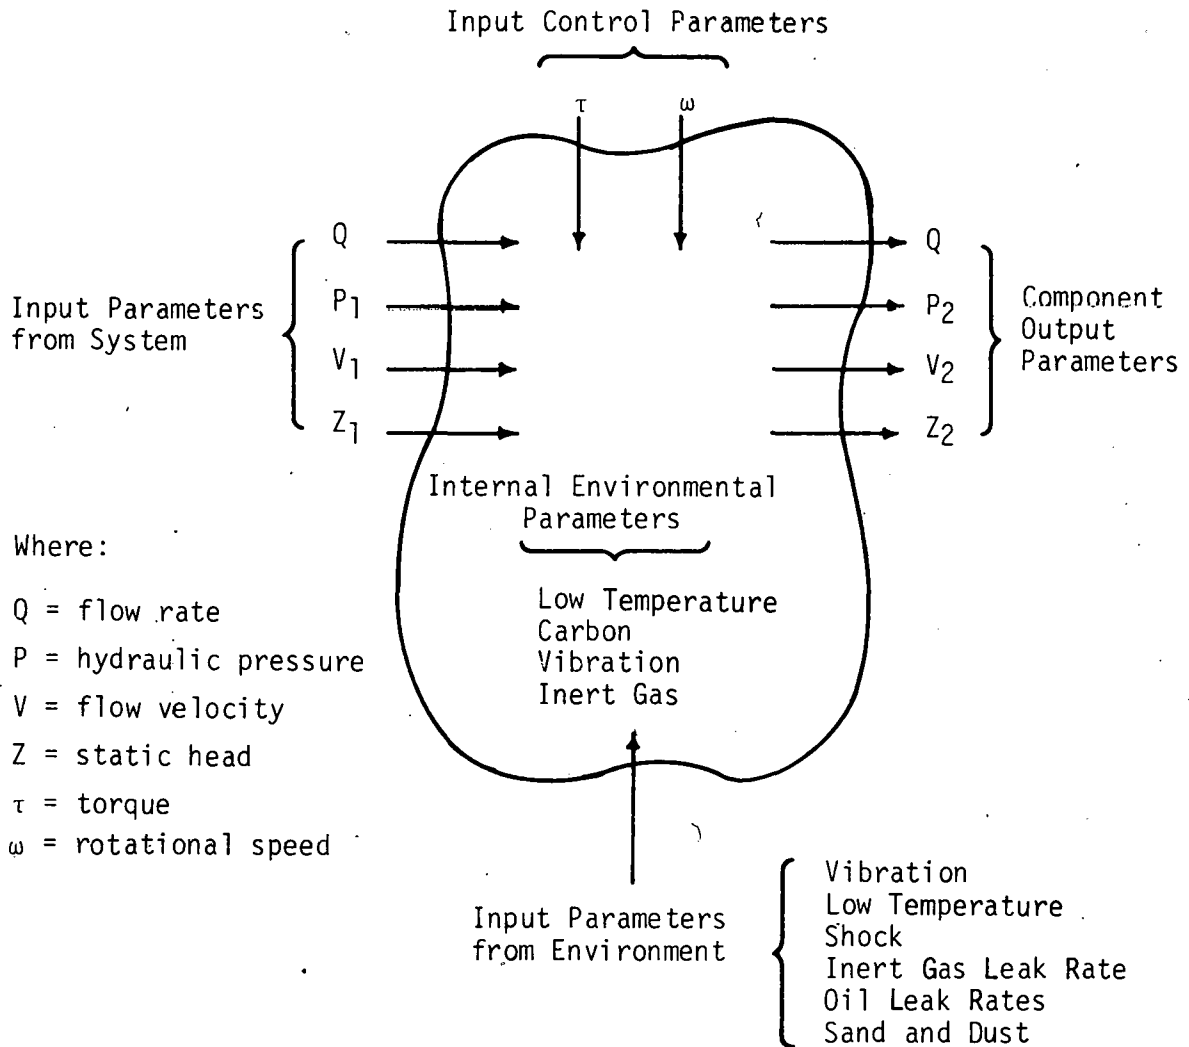 Input Control Parameters
τ ω
Input Parameters
from System
Q
P1
V1
Z1
Q
P2
V2
Z2
Component
Output
Parameters
Internal Environmental
Parameters
Low Temperature
Carbon
Vibration
Inert Gas
Where:
Q = flow rate
P = hydraulic pressure
V = flow velocity
Z = static head
τ = torque
ω = rotational speed
Input Parameters
from Environment
Vibration
Low Temperature
Shock
Inert Gas Leak Rate
Oil Leak Rates
Sand and Dust